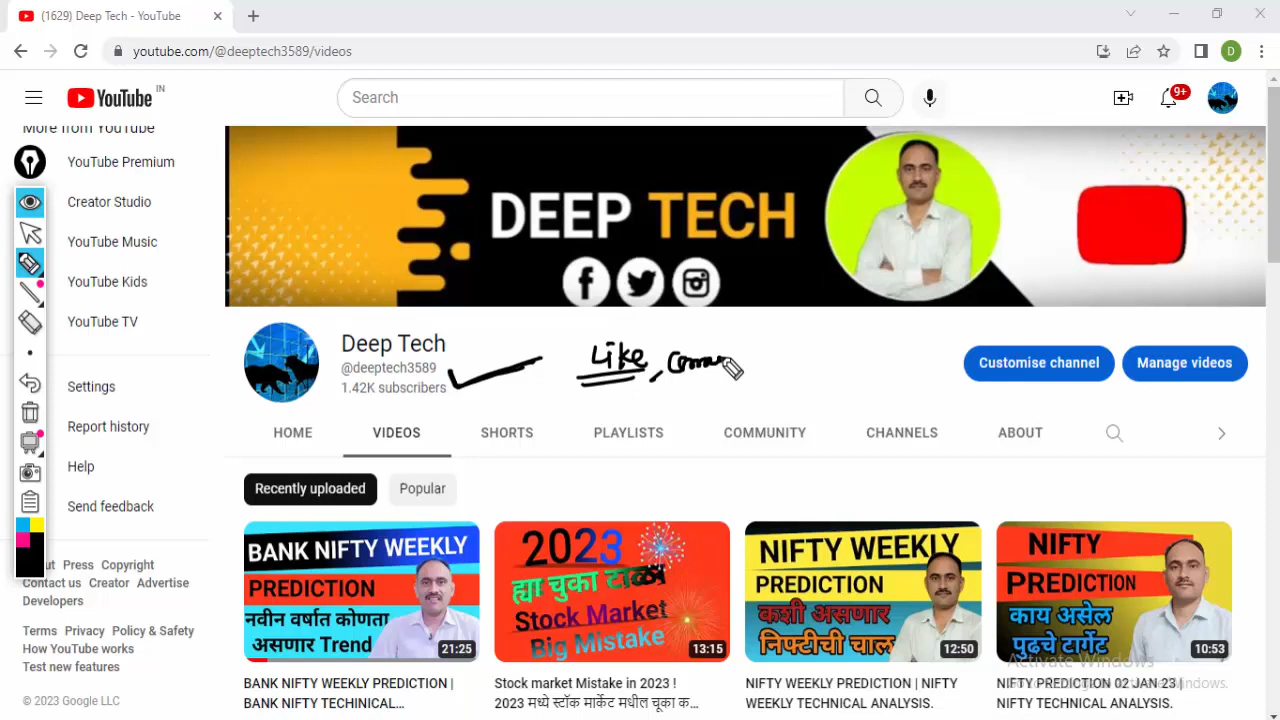 (1629) Deep Tech - YouTube
youtube.com/@deeptech3589/videos
D
YouTube IN
Search
9+
More from YouTube
YouTube Premium
Creator Studio
YouTube Music
YouTube Kids
YouTube TV
Settings
Report history
Help
Send feedback
Press Copyright
Contact us Creator Advertise
Developers
Terms Privacy Policy & Safety
How YouTube works
Test new features
© 2023 Google LLC
DEEP TECH
Deep Tech
@deeptech3589
1.42K subscribers
Like,
Customise channel
Manage videos
HOME VIDEOS SHORTS PLAYLISTS COMMUNITY CHANNELS ABOUT
Recently uploaded Popular
BANK NIFTY WEEKLY
PREDICTION
नवीन वर्षात कोणता
असणार Trend
21:25
BANK NIFTY WEEKLY PREDICTION |
BANK NIFTY TECHINICAL...
2023
ह्या चुका टाळा
Stock Market
Big Mistake
13:15
Stock market Mistake in 2023 !
2023 मध्ये स्टॉक मार्केट मधील चूका क...
NIFTY WEEKLY
PREDICTION
कशी असणार
निफ्टीची चाल
12:50
NIFTY WEEKLY PREDICTION | NIFTY
WEEKLY TECHNICAL ANALYSIS.
NIFTY
PREDICTION
काय असेल
पुढचे टार्गेट
10:53
NIFTY PREDICTION 02 JAN 23 |
NIFTY TECHNICAL ANALYSIS.
Activate Windows